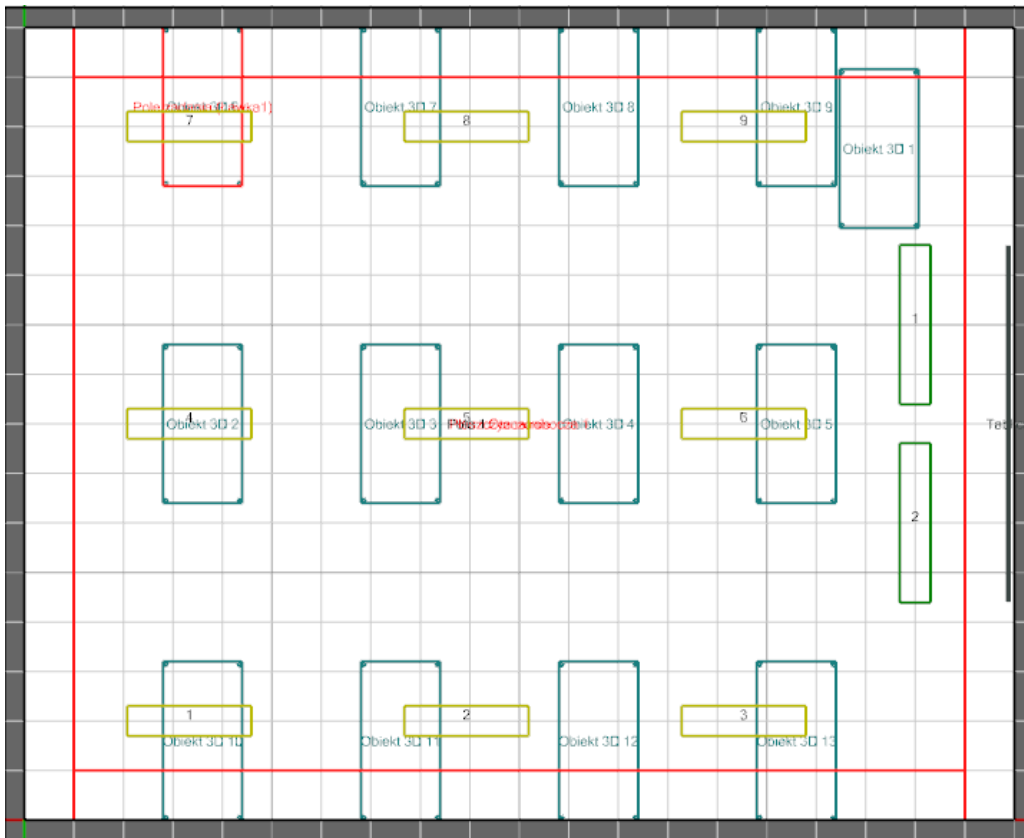 Obiekt 3D 7
Obiekt 3D 8
Obiekt 3D 9
7
8
9
Obiekt 3D 1
1
4
5
6
Obiekt 3D 2
Obiekt 3D 3
Obiekt 3D 4
Obiekt 3D 5
2
1
2
3
Obiekt 3D 10
Obiekt 3D 11
Obiekt 3D 12
Obiekt 3D 13